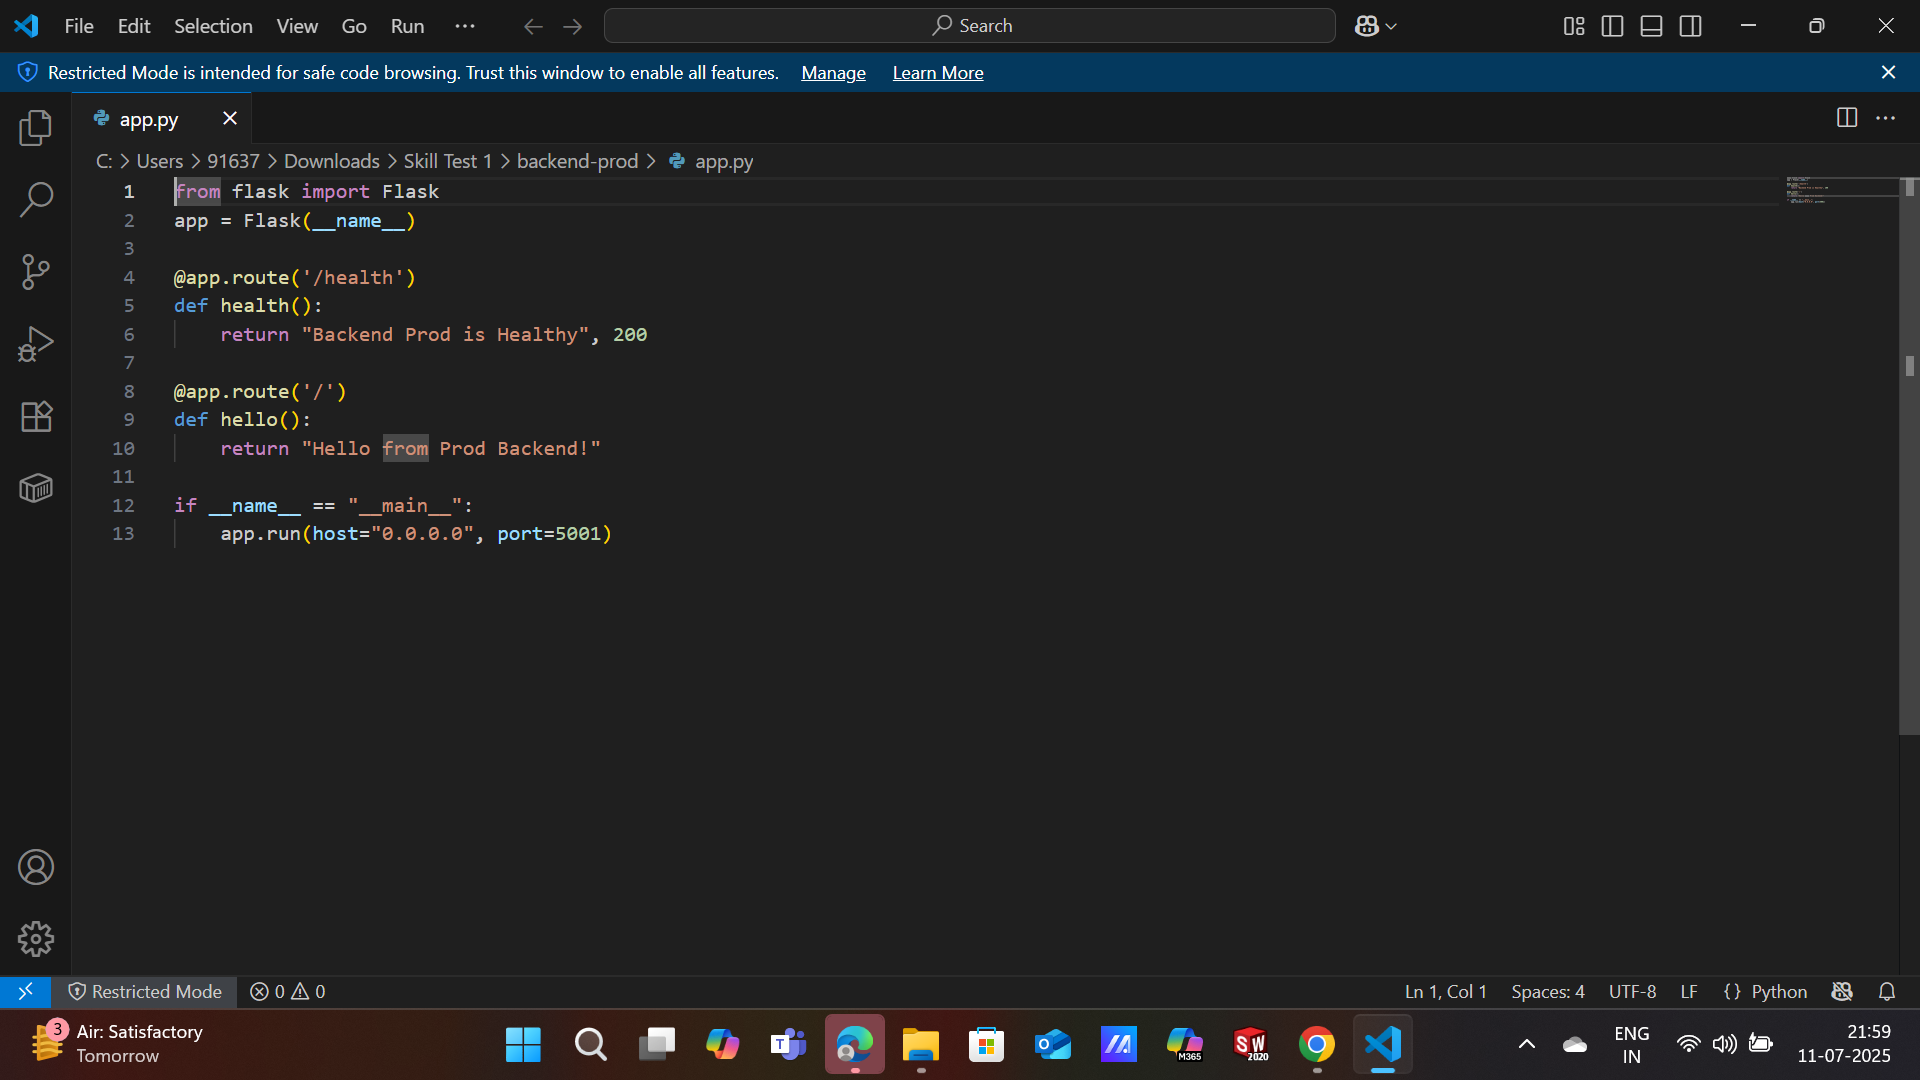 File Edit Selection View Go Run ··· Search
Restricted Mode is intended for safe code browsing. Trust this window to enable all features. Manage Learn More
app.py
C: > Users > 91637 > Downloads > Skill Test 1 > backend-prod > app.py
1 from flask import Flask
2 app = Flask(__name__)
3
4 @app.route('/health')
5 def health():
6     return "Backend Prod is Healthy", 200
7
8 @app.route('/')
9 def hello():
10     return "Hello from Prod Backend!"
11
12 if __name__ == "__main__":
13     app.run(host="0.0.0.0", port=5001)
Restricted Mode 0 0 Ln 1, Col 1 Spaces: 4 UTF-8 LF {} Python
3 Air: Satisfactory
Tomorrow
T
M365
SW 2020
ENG
IN
21:59
11-07-2025